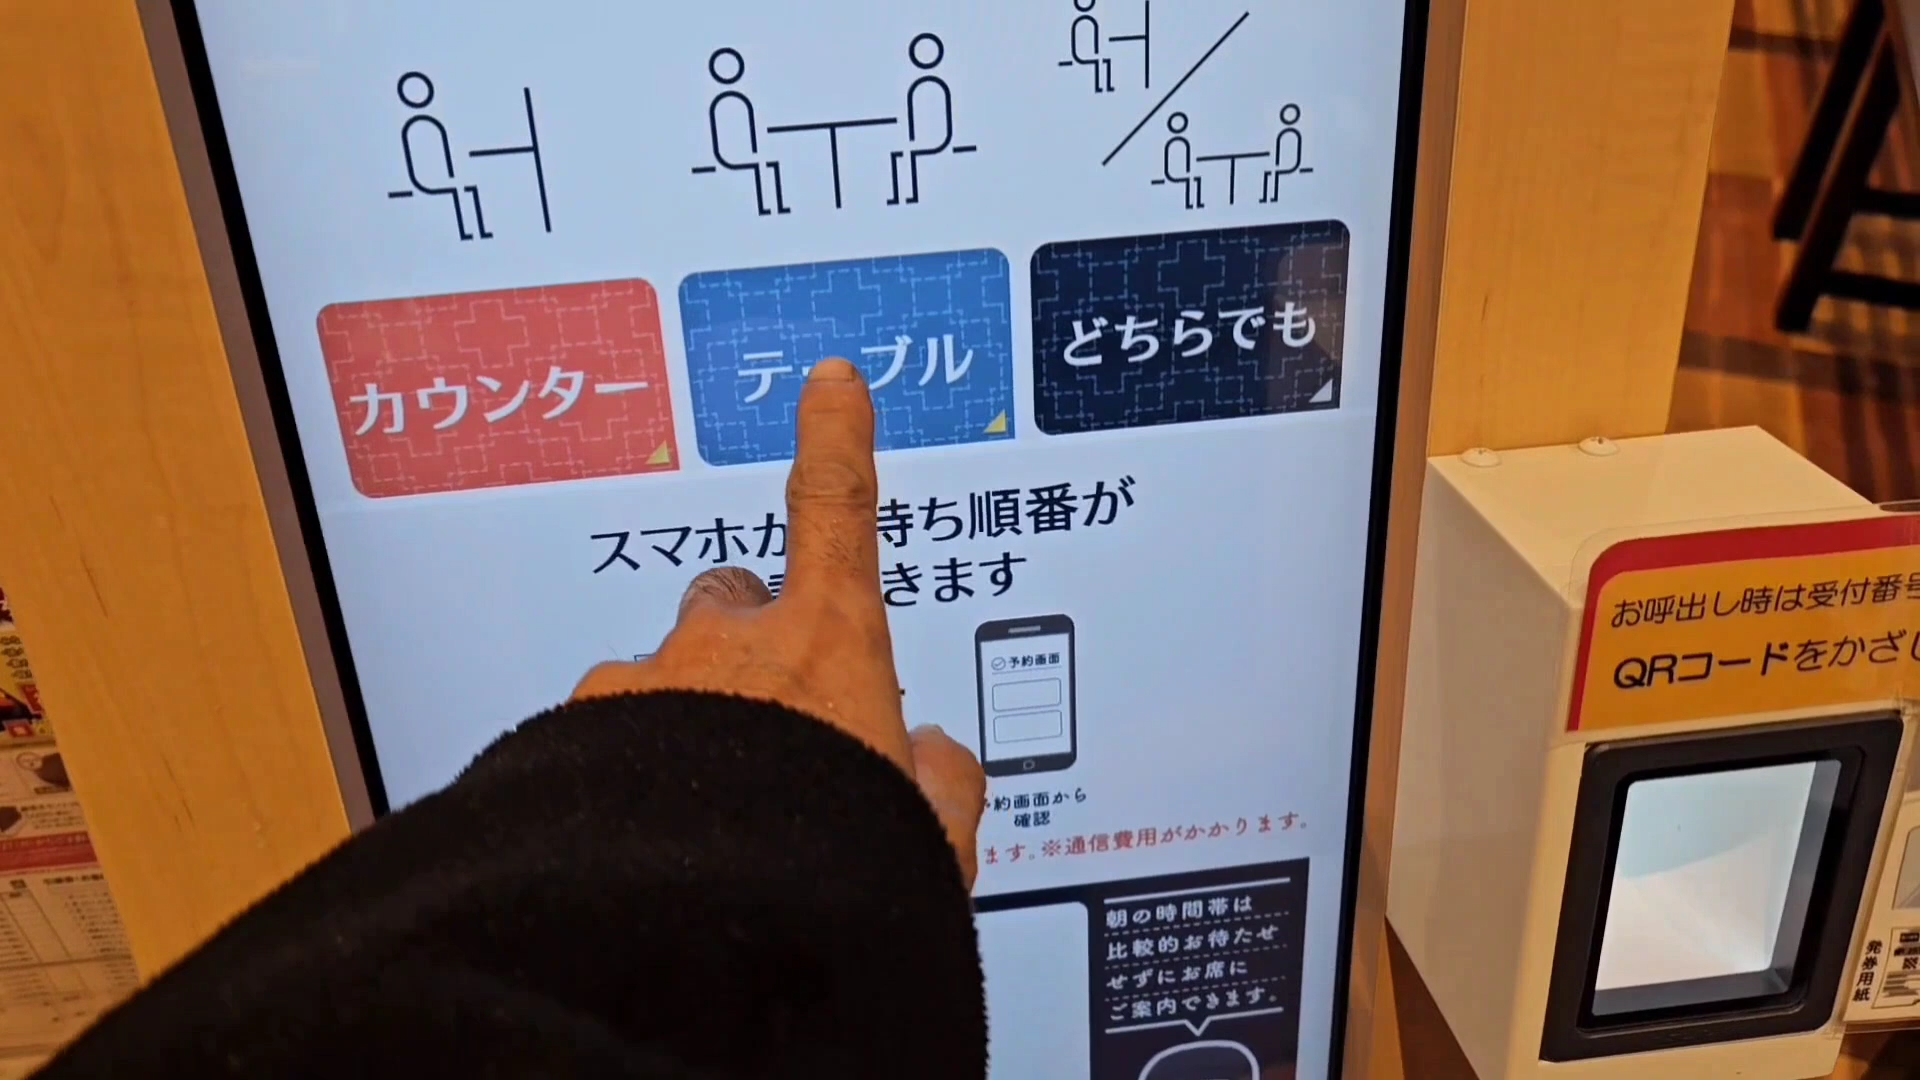 カウンター
テーブル
どちらでも
スマホか 待ち順番が
きます
予約画面
予約画面から
確認
ます。※通信費用がかかります。
朝の時間帯は
比較的お待たせ
せずにお席に
ご案内できます。
お呼出し時は受付番号
QRコードをかざし
発券用紙